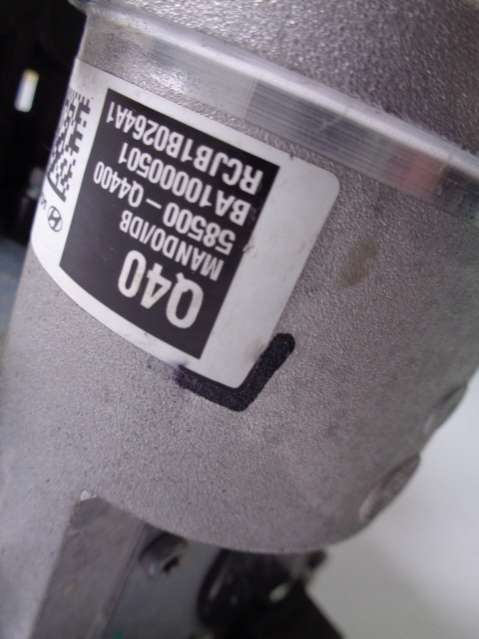 Q40
MANDO/IDB
58500 - Q4400
BA10000501
RCJB1B0264A1